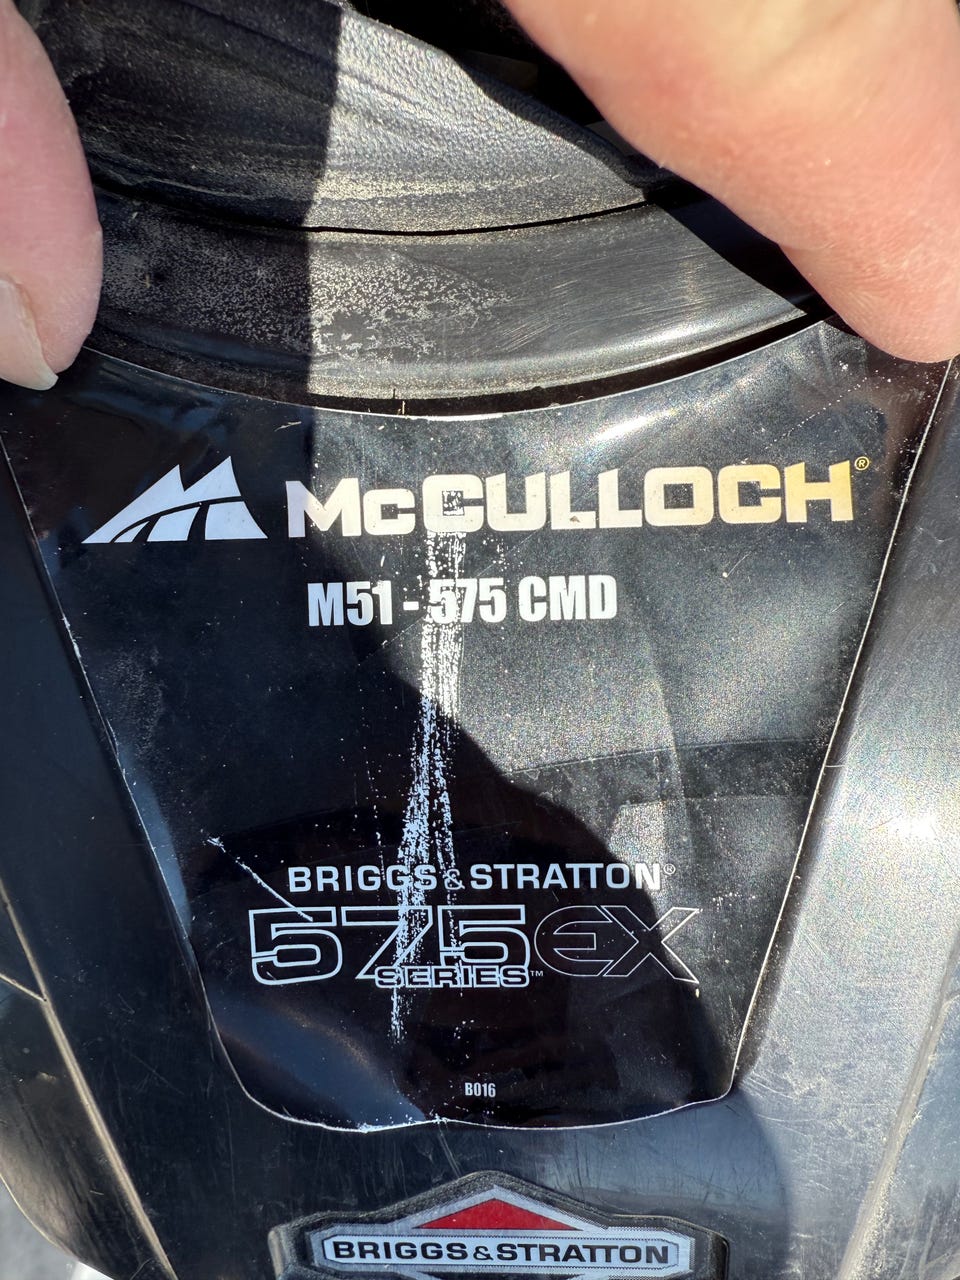 McCULLOCH®
M51 - 575 CMD
BRIGGS & STRATTON®
575EX
SERIES™
B016
BRIGGS & STRATTON